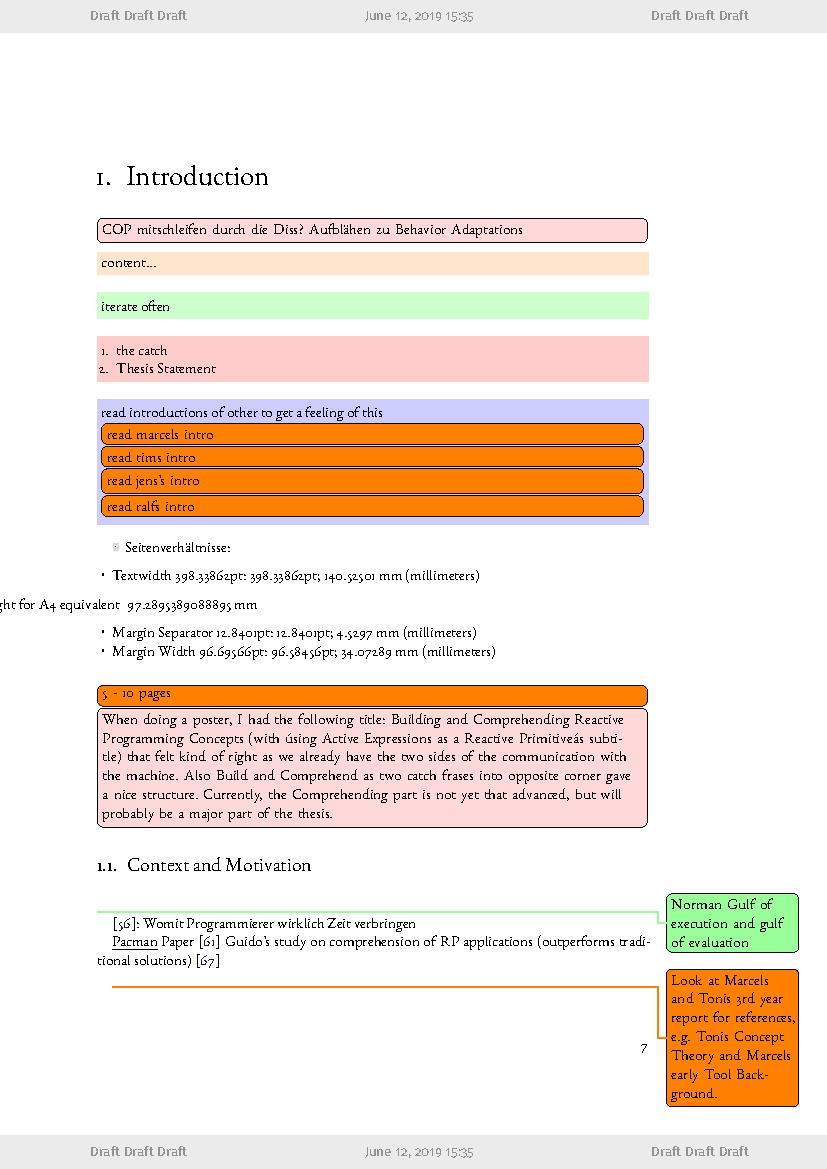 Draft Draft Draft June 12, 2019 15:35 Draft Draft Draft
1. Introduction
COP mitschleifen durch die Diss? Aufblähen zu Behavior Adaptations
content...
iterate often
1. the catch
2. Thesis Statement
read introductions of other to get a feeling of this
read marcels intro
read tims intro
read jens's intro
read ralfs intro
Seitenverhältnisse:
• Textwidth 398.33862pt: 398.33862pt; 140.52501 mm (millimeters)
ght for A4 equivalent 97.2895389088895 mm
• Margin Separator 12.8401pt: 12.8401pt; 4.5297 mm (millimeters)
• Margin Width 96.69566pt: 96.58456pt; 34.07289 mm (millimeters)
5 - 10 pages
When doing a poster, I had the following title: Building and Comprehending Reactive
Programming Concepts (with úsing Active Expressions as a Reactive Primitiveás subti-
tle) that felt kind of right as we already have the two sides of the communication with
the machine. Also Build and Comprehend as two catch frases into opposite corner gave
a nice structure. Currently, the Comprehending part is not yet that advanced, but will
probably be a major part of the thesis.
1.1. Context and Motivation
[56]: Womit Programmierer wirklich Zeit verbringen
Pacman Paper [61] Guido's study on comprehension of RP applications (outperforms tradi-
tional solutions) [67]
Norman Gulf of
execution and gulf
of evaluation
Look at Marcels
and Tonis 3rd year
report for references,
e.g. Tonis Concept
Theory and Marcels
early Tool Back-
ground.
7
Draft Draft Draft June 12, 2019 15:35 Draft Draft Draft